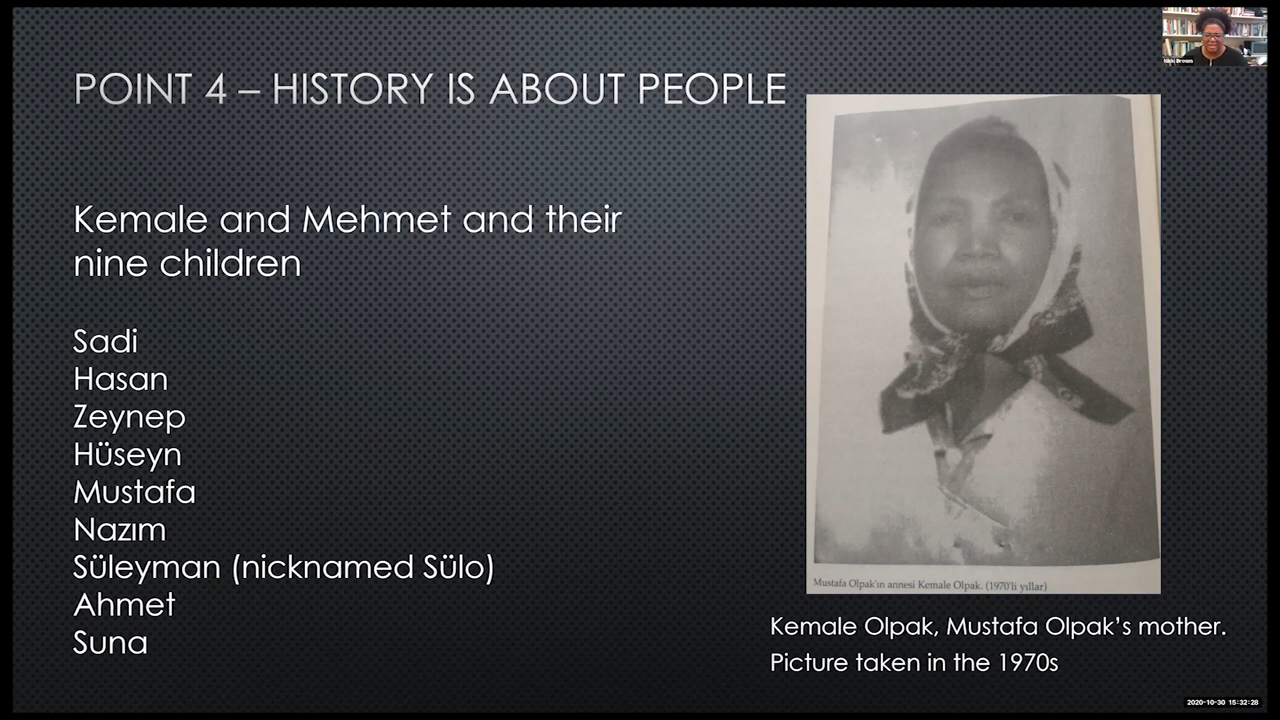 POINT 4 – HISTORY IS ABOUT PEOPLE
Kemale and Mehmet and their
nine children
Sadi
Hasan
Zeynep
Hüseyn
Mustafa
Nazım
Süleyman (nicknamed Sülo)
Ahmet
Suna
Mustafa Olpak'ın annesi Kemale Olpak. (1970'li yıllar)
Kemale Olpak, Mustafa Olpak's mother.
Picture taken in the 1970s
Nikki Brown
2020-10-30 15:32:28